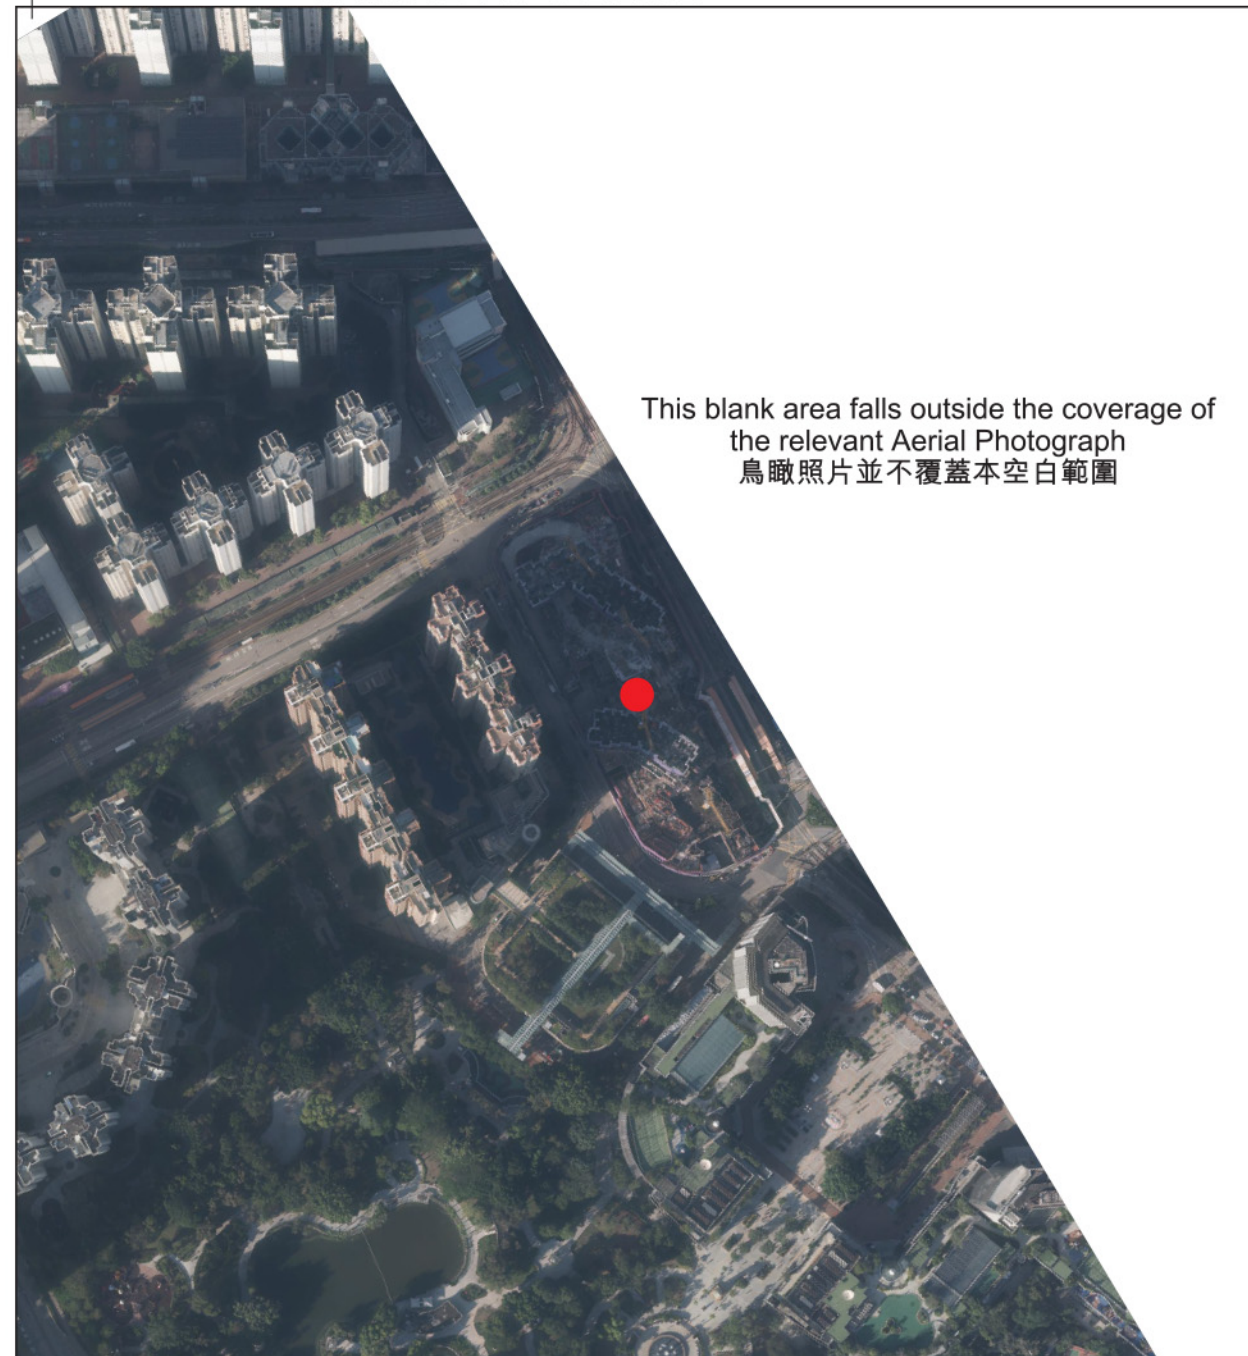 This blank area falls outside the coverage of
the relevant Aerial Photograph
鳥瞰照片並不覆蓋本空白範圍